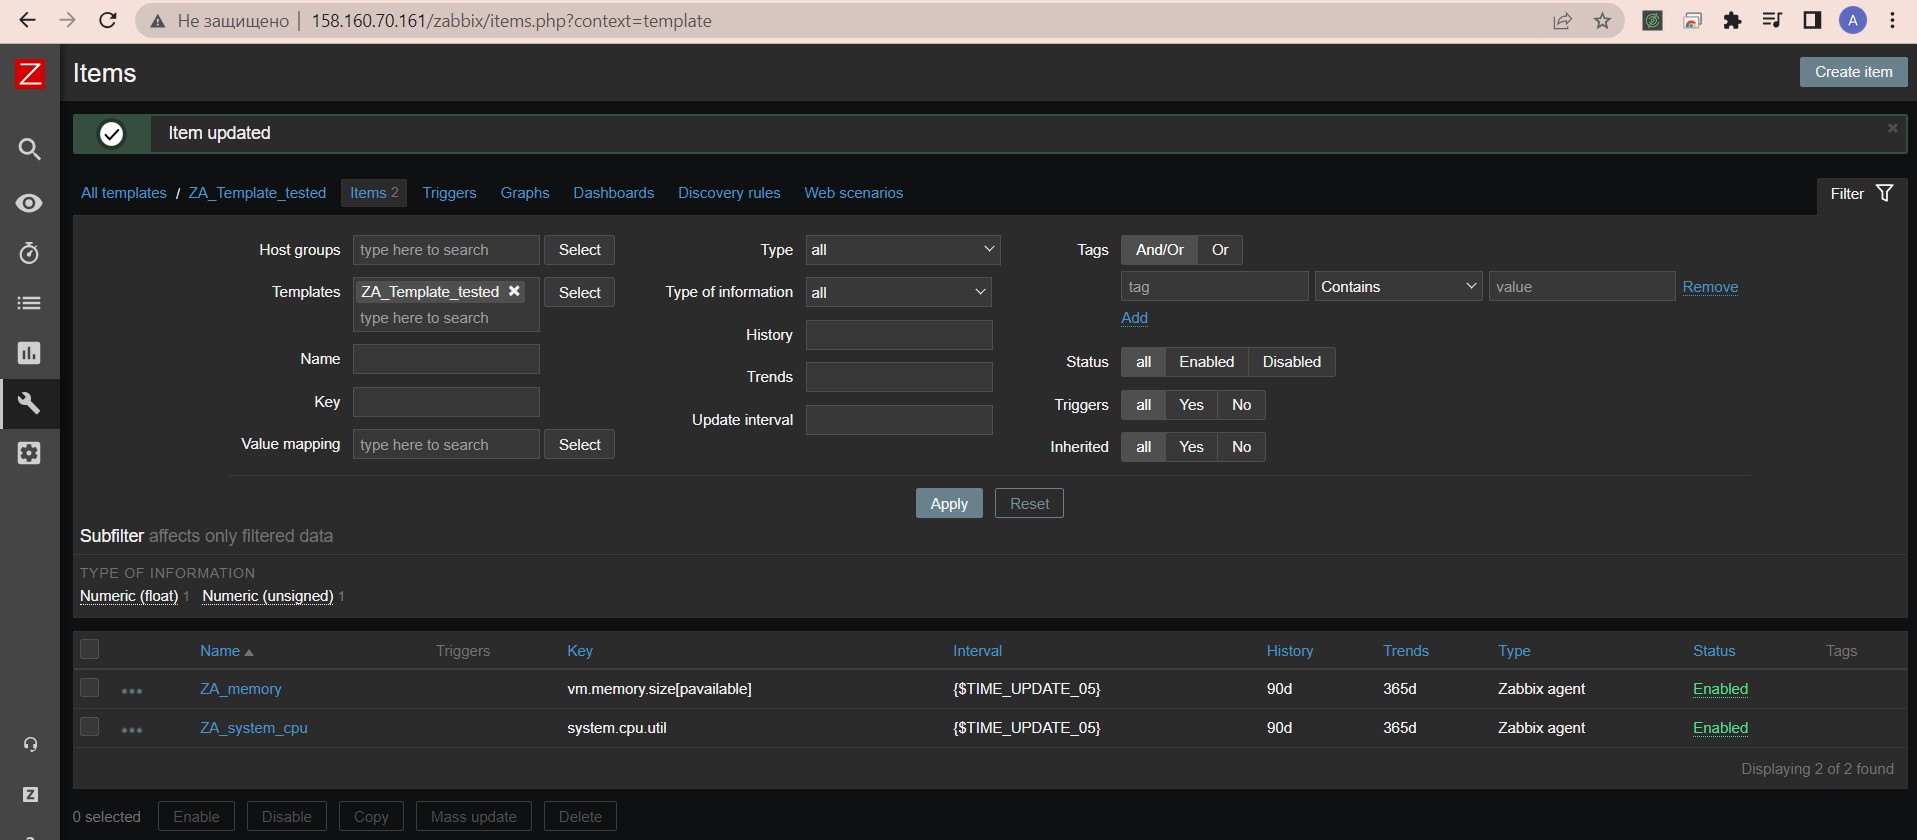 Не защищено | 158.160.70.161/zabbix/items.php?context=template
A
Z
Items
Create item
Item updated
All templates / ZA_Template_tested Items 2 Triggers Graphs Dashboards Discovery rules Web scenarios
Filter
Host groups type here to search Select
Templates ZA_Template_tested Select
type here to search
Name
Key
Value mapping type here to search Select
Type all
Type of information all
History
Trends
Update interval
Tags And/Or Or
tag Contains value Remove
Add
Status all Enabled Disabled
Triggers all Yes No
Inherited all Yes No
Apply Reset
Subfilter affects only filtered data
TYPE OF INFORMATION
Numeric (float) 1 Numeric (unsigned) 1
Name Triggers Key Interval History Trends Type Status Tags
ZA_memory vm.memory.size[pavailable] {$TIME_UPDATE_05} 90d 365d Zabbix agent Enabled
ZA_system_cpu system.cpu.util {$TIME_UPDATE_05} 90d 365d Zabbix agent Enabled
Displaying 2 of 2 found
Z
0 selected Enable Disable Copy Mass update Delete